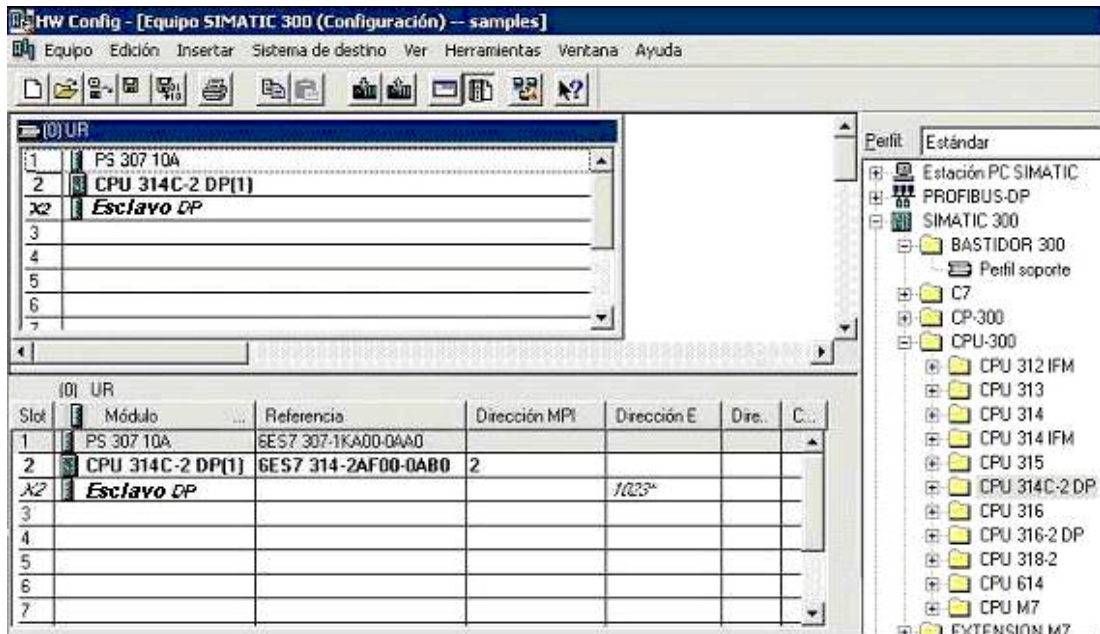 HW Config - [Equipo SIMATIC 300 (Configuración) -- samples]
Equipo Edición Insertar Sistema de destino Ver Herramientas Ventana Ayuda
(0) UR
1 PS 307 10A
2 CPU 314C-2 DP(1)
X2 Esclavo DP
3
4
5
6
7
Perfil: Estándar
Estación PC SIMATIC
PROFIBUS-DP
SIMATIC 300
BASTIDOR 300
Perfil soporte
C7
CP-300
CPU-300
CPU 312 IFM
CPU 313
CPU 314
CPU 314 IFM
CPU 315
CPU 314C-2 DP
CPU 316
CPU 316-2 DP
CPU 318-2
CPU 614
CPU M7
EXTENSION M7
(0) UR
Slot Módulo ... Referencia Dirección MPI Dirección E Dire.. C...
1 PS 307 10A 6ES7 307-1KA00-0AA0
2 CPU 314C-2 DP(1) 6ES7 314-2AF00-0AB0 2
X2 Esclavo DP 1023*
3
4
5
6
7